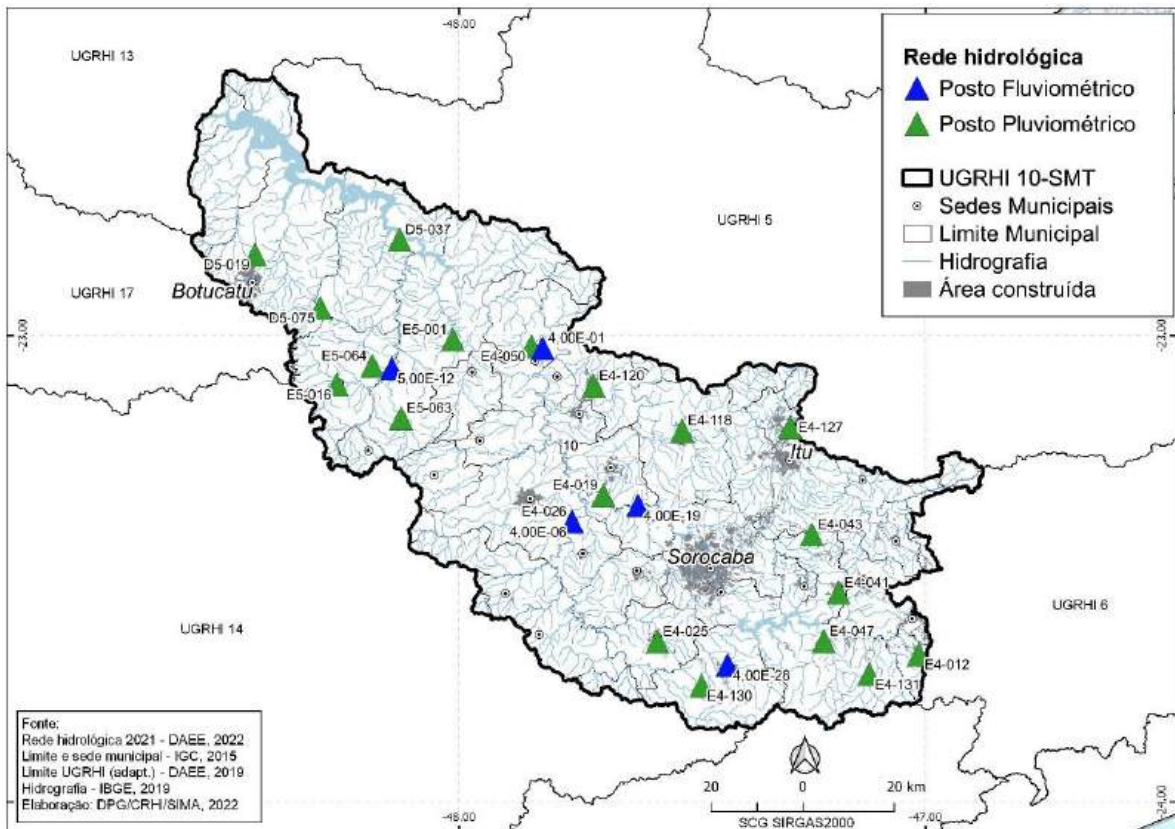 -48.00
UGRHI 13
Rede hidrológica
Posto Fluviométrico
Posto Pluviométrico
UGRHI 10-SMT
Sedes Municipais
Limite Municipal
Hidrografia
Área construída
UGRHI 5
D5-037
D5-019
Botucatu
UGRHI 17
D5-075
-23.00
-23.00
E5-001
4,00E-01
E4-050
E5-064
5,00E-12
E5-016
E4-120
E5-063
E4-118
E4-127
Itu
10
E4-019
E4-026
4,00E-19
4,00E-06
E4-043
Sorocaba
E4-041
UGRHI 6
UGRHI 14
E4-025
E4-047
E4-012
4,00E-26
E4-131
E4-130
Fonte:
Rede hidrológica 2021 - DAEE, 2022
Limite e sede municipal - IGC, 2015
Limite UGRHI (adapt.) - DAEE, 2019
Hidrografia - IBGE, 2019
Elaboração: DPG/CRHI/SIMA, 2022
20 0 20 km
SCG SIRGAS2000
-48.00
-47.00
-24.00